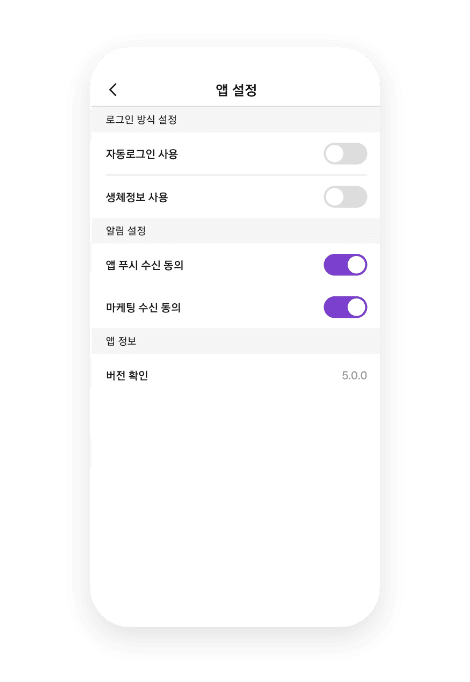 앱 설정
로그인 방식 설정
자동로그인 사용
생체정보 사용
알림 설정
앱 푸시 수신 동의
마케팅 수신 동의
앱 정보
버전 확인 5.0.0